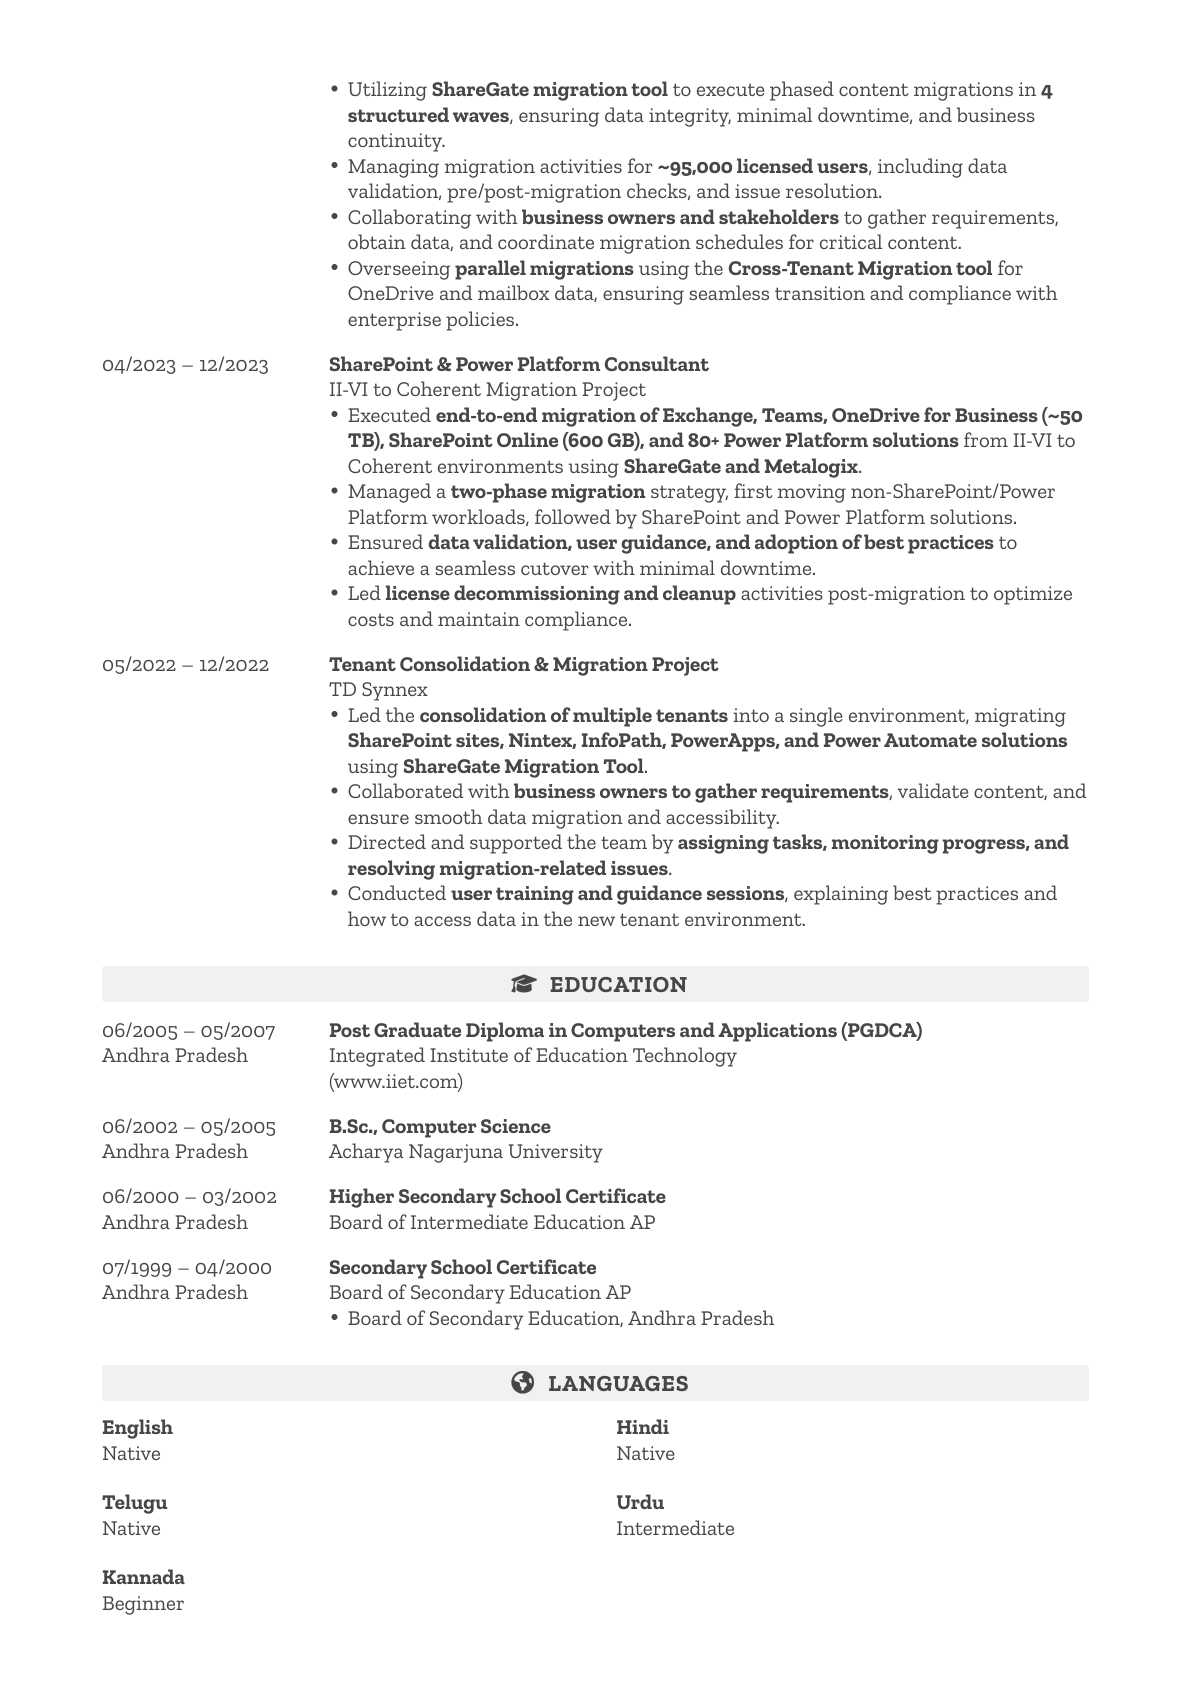 • Utilizing ShareGate migration tool to execute phased content migrations in 4
structured waves, ensuring data integrity, minimal downtime, and business
continuity.
• Managing migration activities for ~95,000 licensed users, including data
validation, pre/post-migration checks, and issue resolution.
• Collaborating with business owners and stakeholders to gather requirements,
obtain data, and coordinate migration schedules for critical content.
• Overseeing parallel migrations using the Cross-Tenant Migration tool for
OneDrive and mailbox data, ensuring seamless transition and compliance with
enterprise policies.
04/2023 – 12/2023 SharePoint & Power Platform Consultant
II-VI to Coherent Migration Project
• Executed end-to-end migration of Exchange, Teams, OneDrive for Business (~50
TB), SharePoint Online (600 GB), and 80+ Power Platform solutions from II-VI to
Coherent environments using ShareGate and Metalogix.
• Managed a two-phase migration strategy, first moving non-SharePoint/Power
Platform workloads, followed by SharePoint and Power Platform solutions.
• Ensured data validation, user guidance, and adoption of best practices to
achieve a seamless cutover with minimal downtime.
• Led license decommissioning and cleanup activities post-migration to optimize
costs and maintain compliance.
05/2022 – 12/2022 Tenant Consolidation & Migration Project
TD Synnex
• Led the consolidation of multiple tenants into a single environment, migrating
SharePoint sites, Nintex, InfoPath, PowerApps, and Power Automate solutions
using ShareGate Migration Tool.
• Collaborated with business owners to gather requirements, validate content, and
ensure smooth data migration and accessibility.
• Directed and supported the team by assigning tasks, monitoring progress, and
resolving migration-related issues.
• Conducted user training and guidance sessions, explaining best practices and
how to access data in the new tenant environment.
EDUCATION
06/2005 – 05/2007 Post Graduate Diploma in Computers and Applications (PGDCA)
Andhra Pradesh Integrated Institute of Education Technology
(www.iiet.com)
06/2002 – 05/2005 B.Sc., Computer Science
Andhra Pradesh Acharya Nagarjuna University
06/2000 – 03/2002 Higher Secondary School Certificate
Andhra Pradesh Board of Intermediate Education AP
07/1999 – 04/2000 Secondary School Certificate
Andhra Pradesh Board of Secondary Education AP
• Board of Secondary Education, Andhra Pradesh
LANGUAGES
English Hindi
Native Native
Telugu Urdu
Native Intermediate
Kannada
Beginner